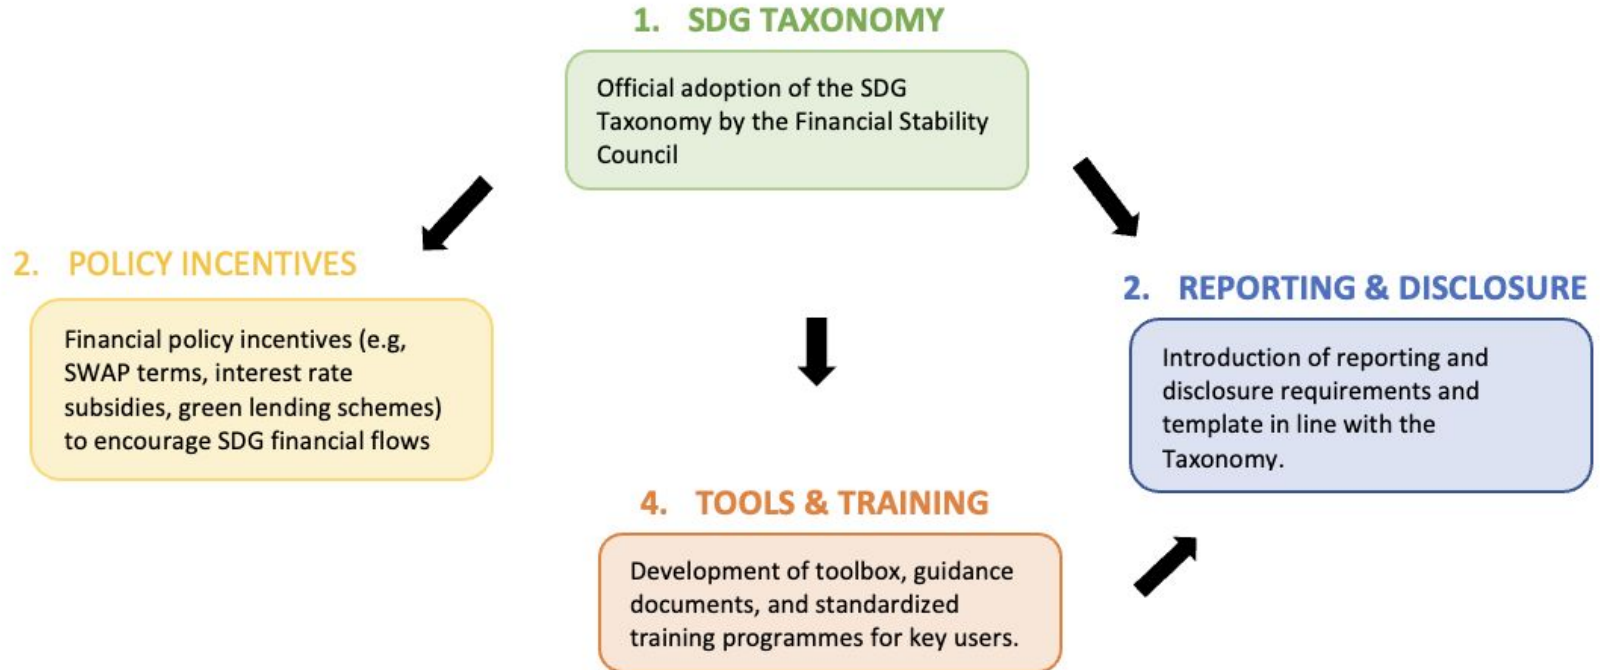 1. SDG TAXONOMY
Official adoption of the SDG
Taxonomy by the Financial Stability
Council
2. POLICY INCENTIVES
Financial policy incentives (e.g,
SWAP terms, interest rate
subsidies, green lending schemes)
to encourage SDG financial flows
2. REPORTING & DISCLOSURE
Introduction of reporting and
disclosure requirements and
template in line with the
Taxonomy.
4. TOOLS & TRAINING
Development of toolbox, guidance
documents, and standardized
training programmes for key users.